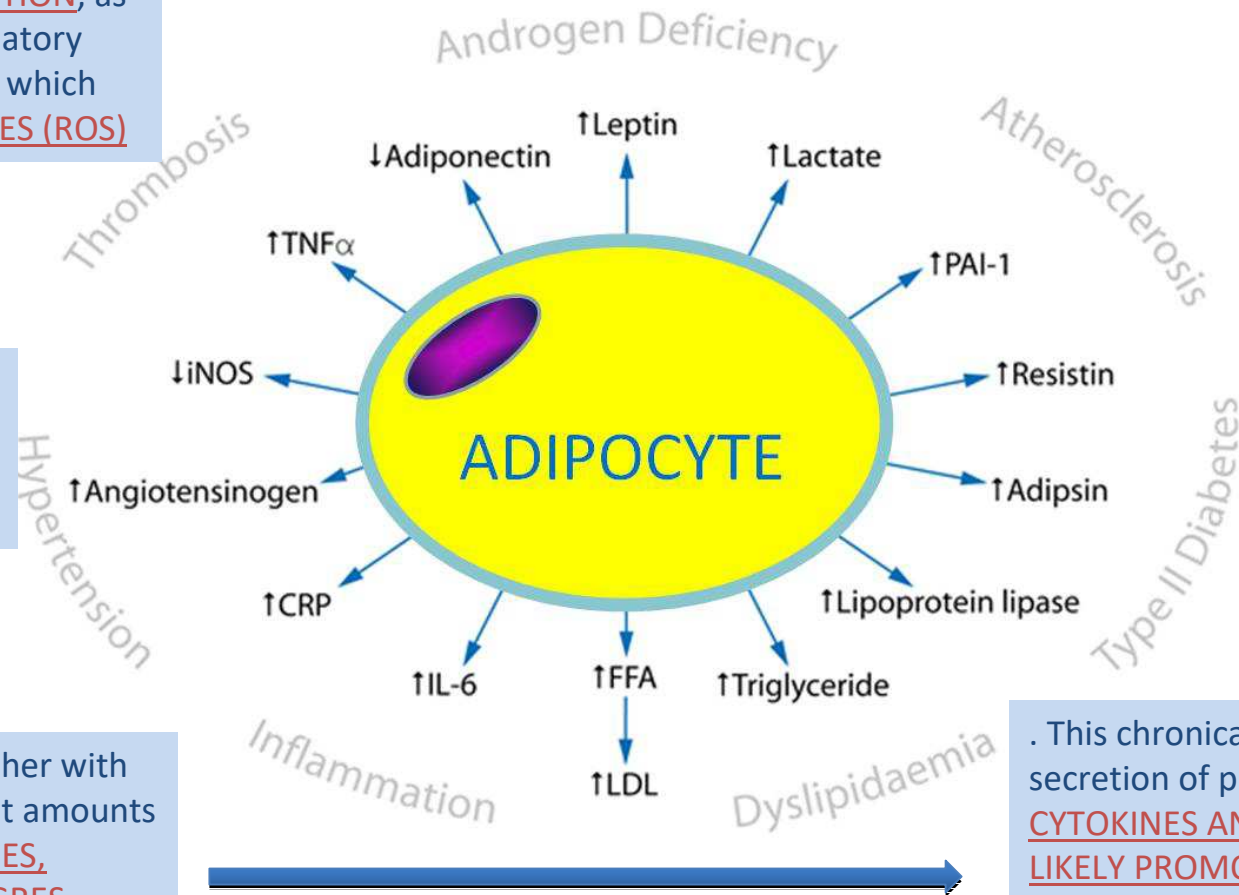 TION, as
atory
which
ES (ROS)
Androgen Deficiency
Thrombosis
Atherosclerosis
↑Leptin
↓Adiponectin
↑Lactate
↑TNFα
↑PAI-1
↓iNOS
↑Resistin
ADIPOCYTE
Hypertension
Type II Diabetes
↑Angiotensinogen
↑Adipsin
↑CRP
↑Lipoprotein lipase
↑IL-6
↑FFA
↑Triglyceride
↑LDL
Inflammation
Dyslipidaemia
her with
t amounts
ES,
. This chronica
secretion of p
CYTOKINES AN
LIKELY PROMO